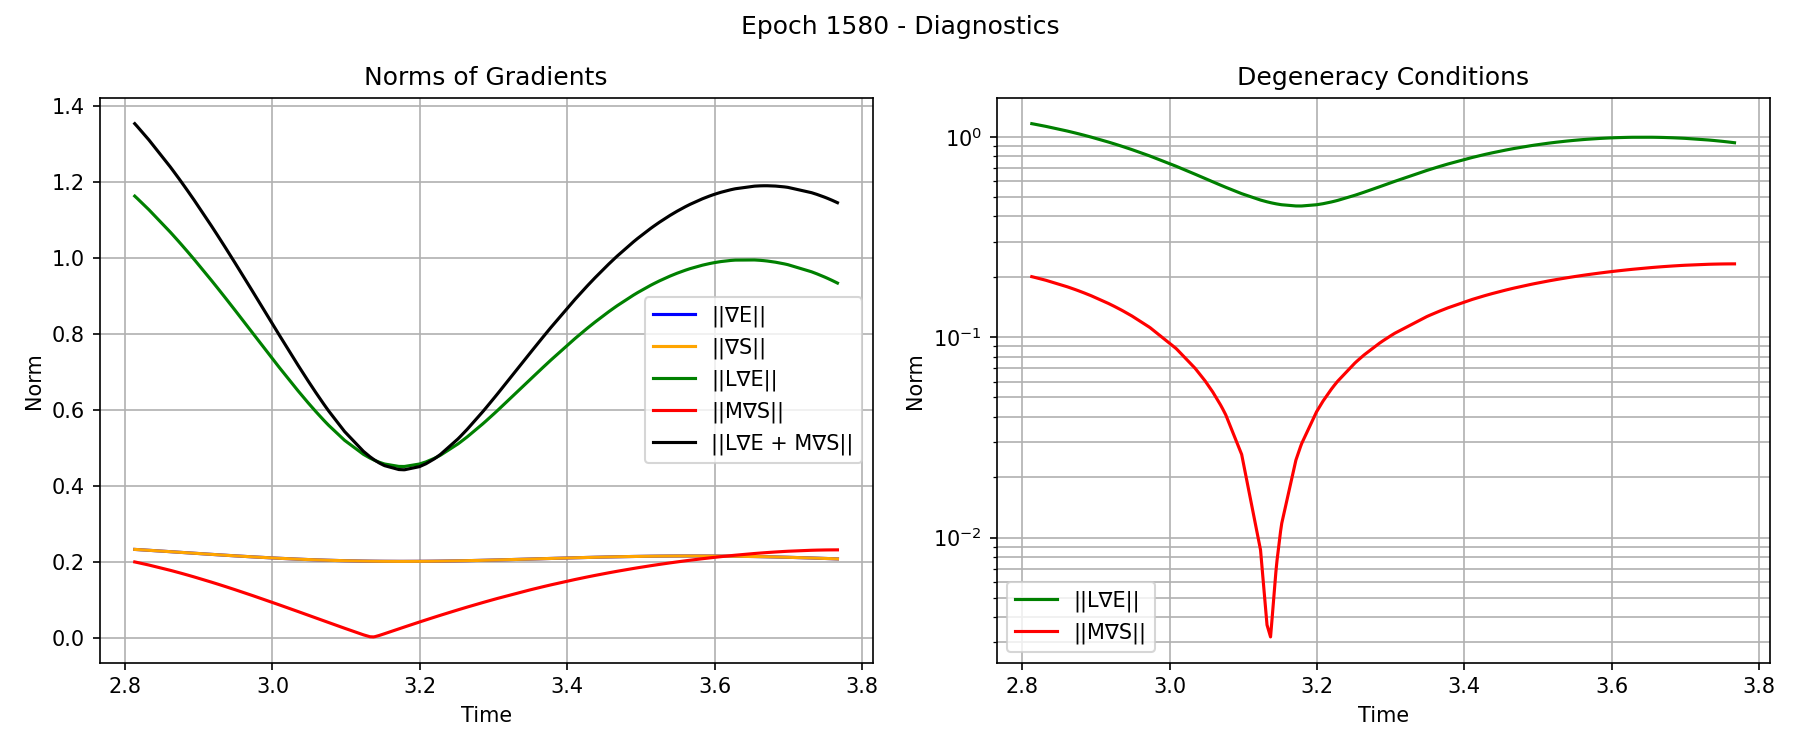 Epoch 1580 - Diagnostics
Norms of Gradients
Norm
1.4
1.2
1.0
0.8
0.6
0.4
0.2
0.0
||∇E||
||∇S||
||L∇E||
||M∇S||
||L∇E + M∇S||
2.8 3.0 3.2 3.4 3.6 3.8
Time
Degeneracy Conditions
Norm
10⁰
10⁻¹
10⁻²
||L∇E||
||M∇S||
2.8 3.0 3.2 3.4 3.6 3.8
Time